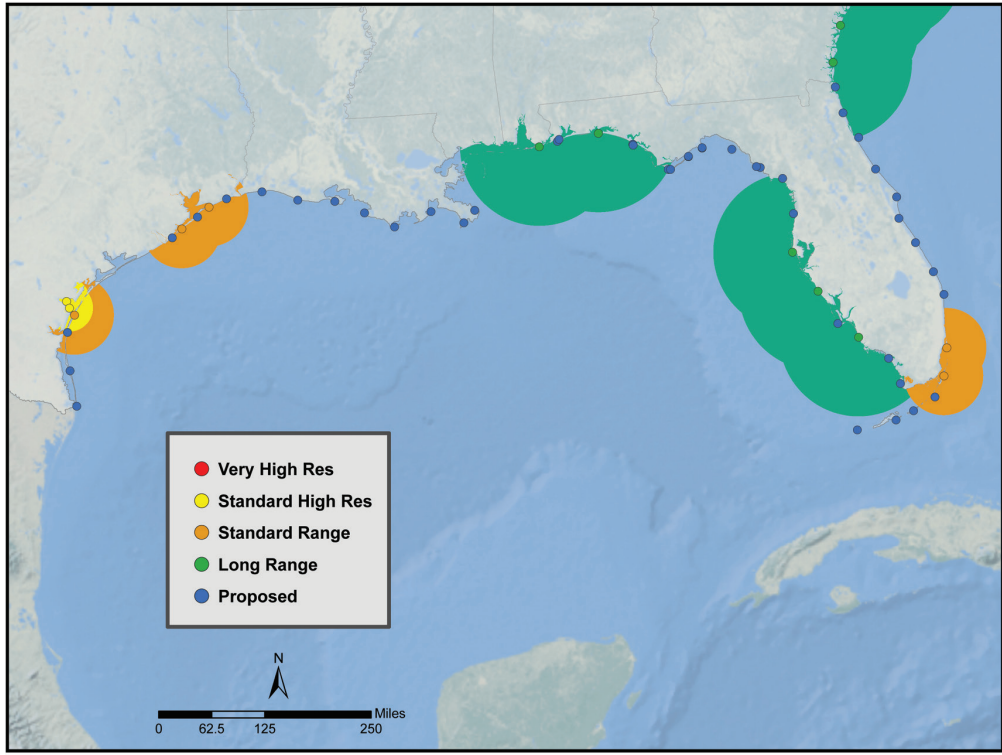 Very High Res
Standard High Res
Standard Range
Long Range
Proposed
N
Miles
0 62.5 125 250